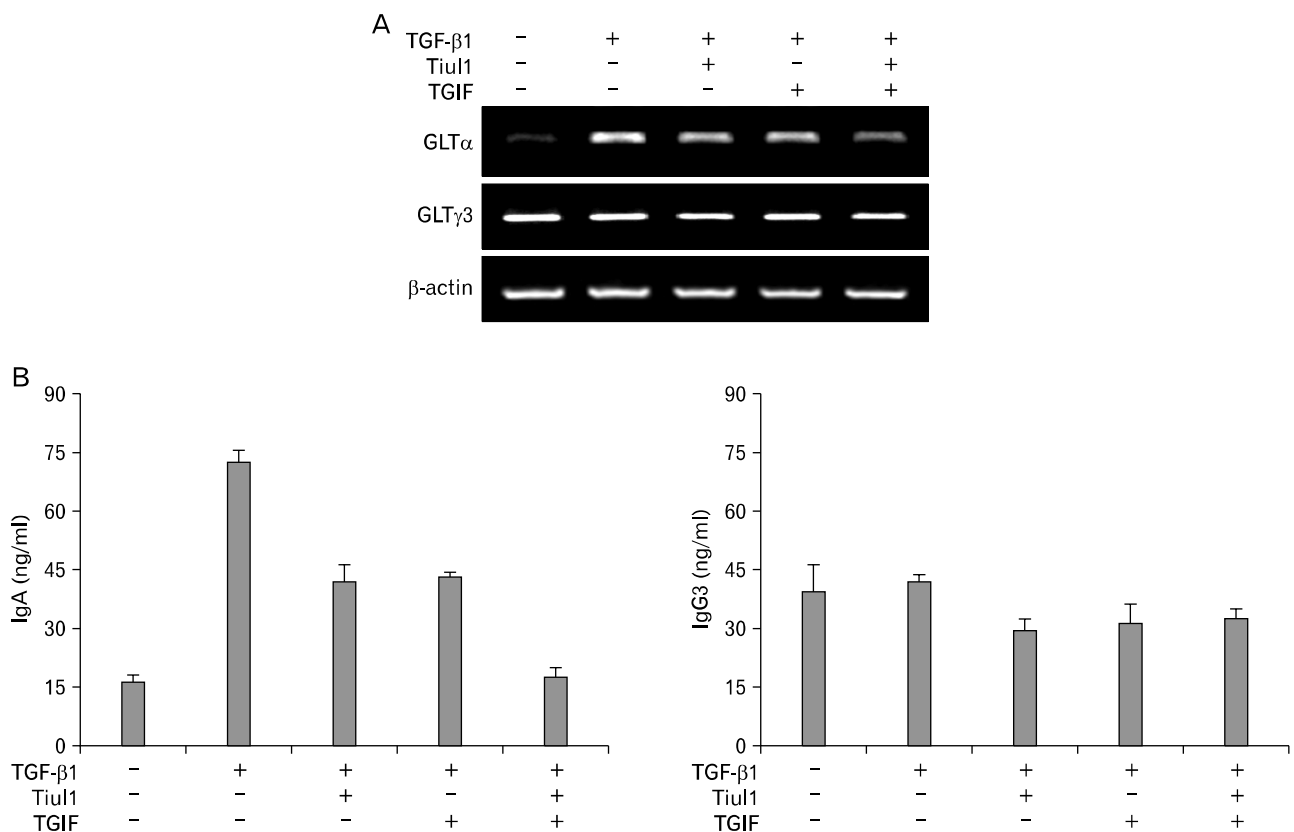 A
TGF-β1 – + + + +
Tiul1 – – + – +
TGIF – – – + +
GLTα
GLTγ3
β-actin
B
90
75
60
45
30
15
0
IgA (ng/ml)
TGF-β1 – + + + +
Tiul1 – – + – +
TGIF – – – + +
90
75
60
45
30
15
0
IgG3 (ng/ml)
TGF-β1 – + + + +
Tiul1 – – + – +
TGIF – – – + +